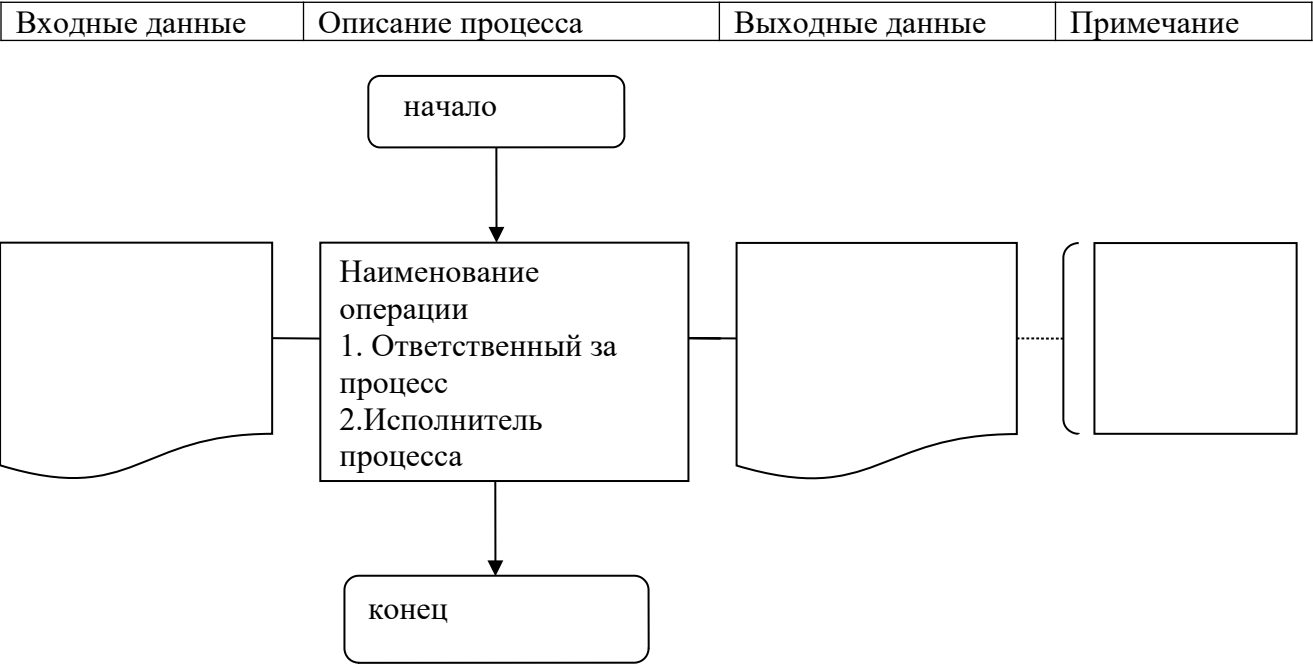 Входные данные
Описание процесса
Выходные данные
Примечание
начало
Наименование
операции
1. Ответственный за
процесс
2.Исполнитель
процесса
конец